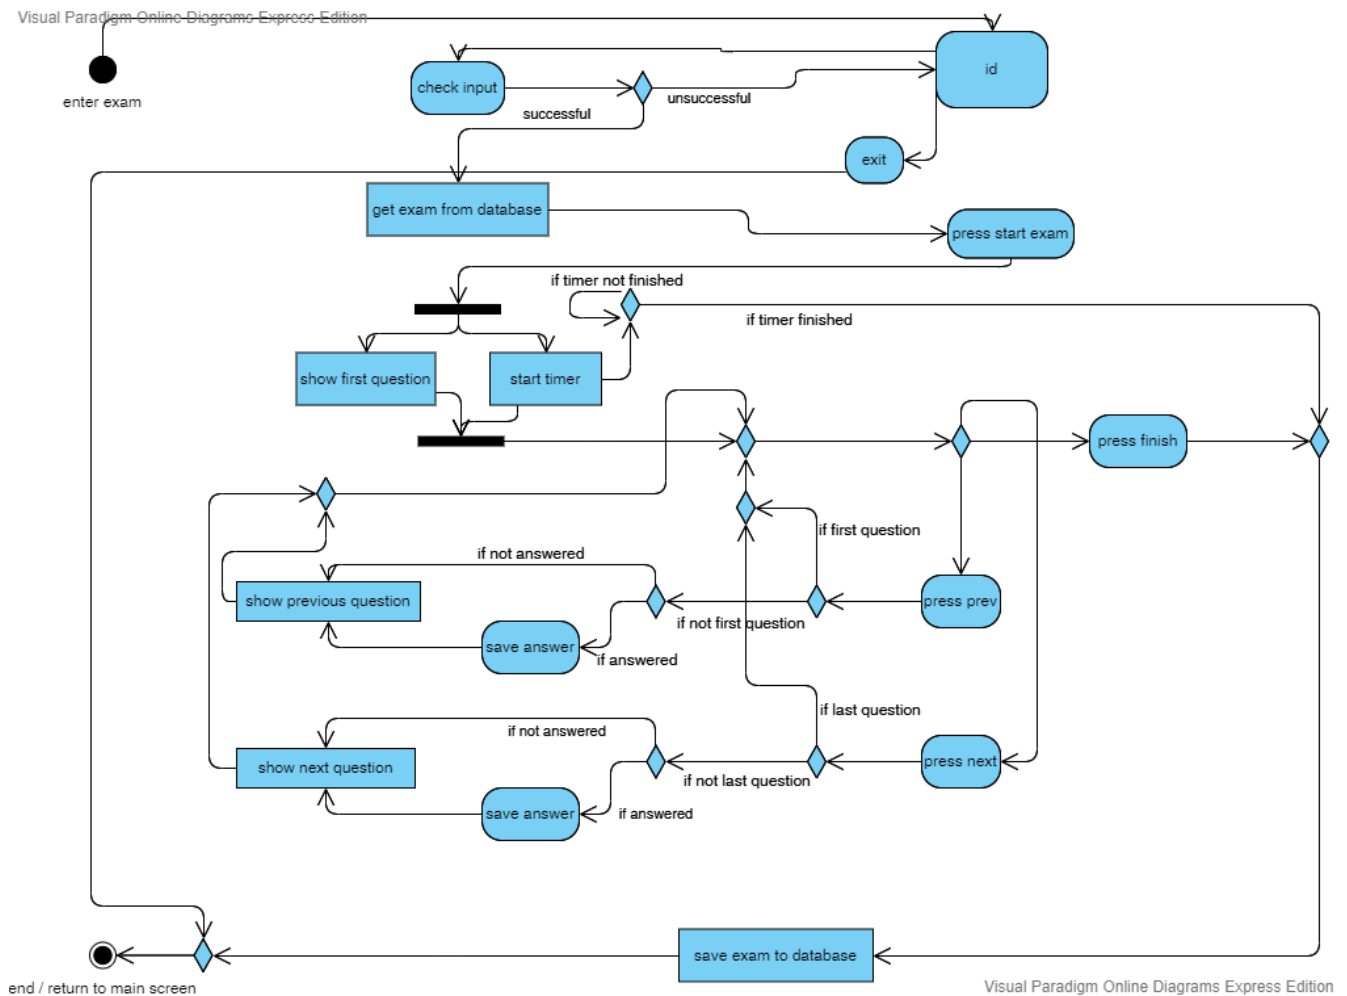 Visual Paradigm Online Diagrams Express Edition
id
check input
enter exam
unsuccessful
successful
exit
get exam from database
press start exam
if timer not finished
if timer finished
show first question
start timer
press finish
if first question
if not answered
show previous question
press prev
if not first question
save answer
if answered
if last question
if not answered
show next question
press next
if not last question
save answer
if answered
save exam to database
end / return to main screen
Visual Paradigm Online Diagrams Express Edition